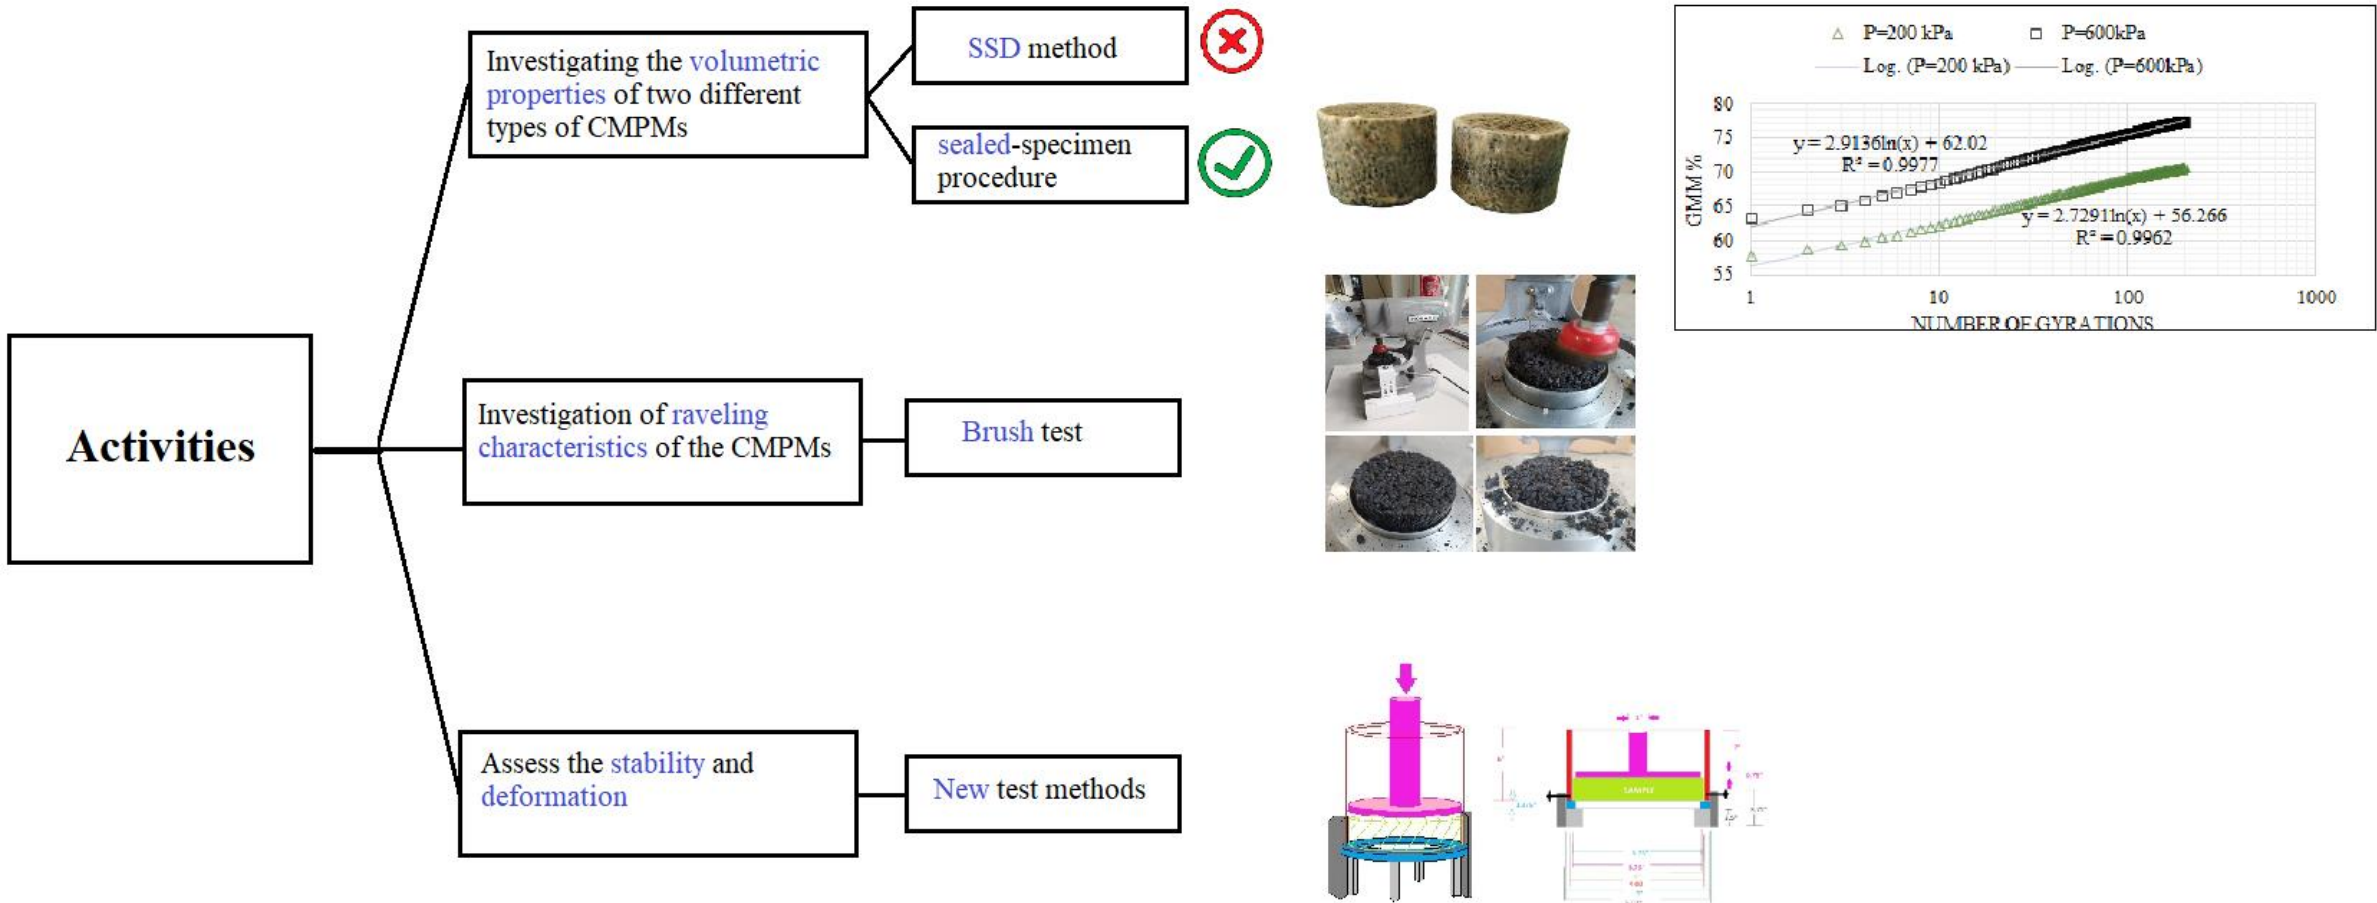 Activities
Investigating the volumetric
properties of two different
types of CMPMs
SSD method
sealed-specimen
procedure
Investigation of raveling
characteristics of the CMPMs
Brush test
Assess the stability and
deformation
New test methods
P=200 kPa
P=600kPa
Log. (P=200 kPa)
Log. (P=600kPa)
GMM %
80
75
70
65
60
55
y = 2.9136ln(x) + 62.02
R² = 0.9977
y = 2.7291ln(x) + 56.266
R² = 0.9962
1
10
100
1000
NUMBER OF GYRATIONS
SAMPLE